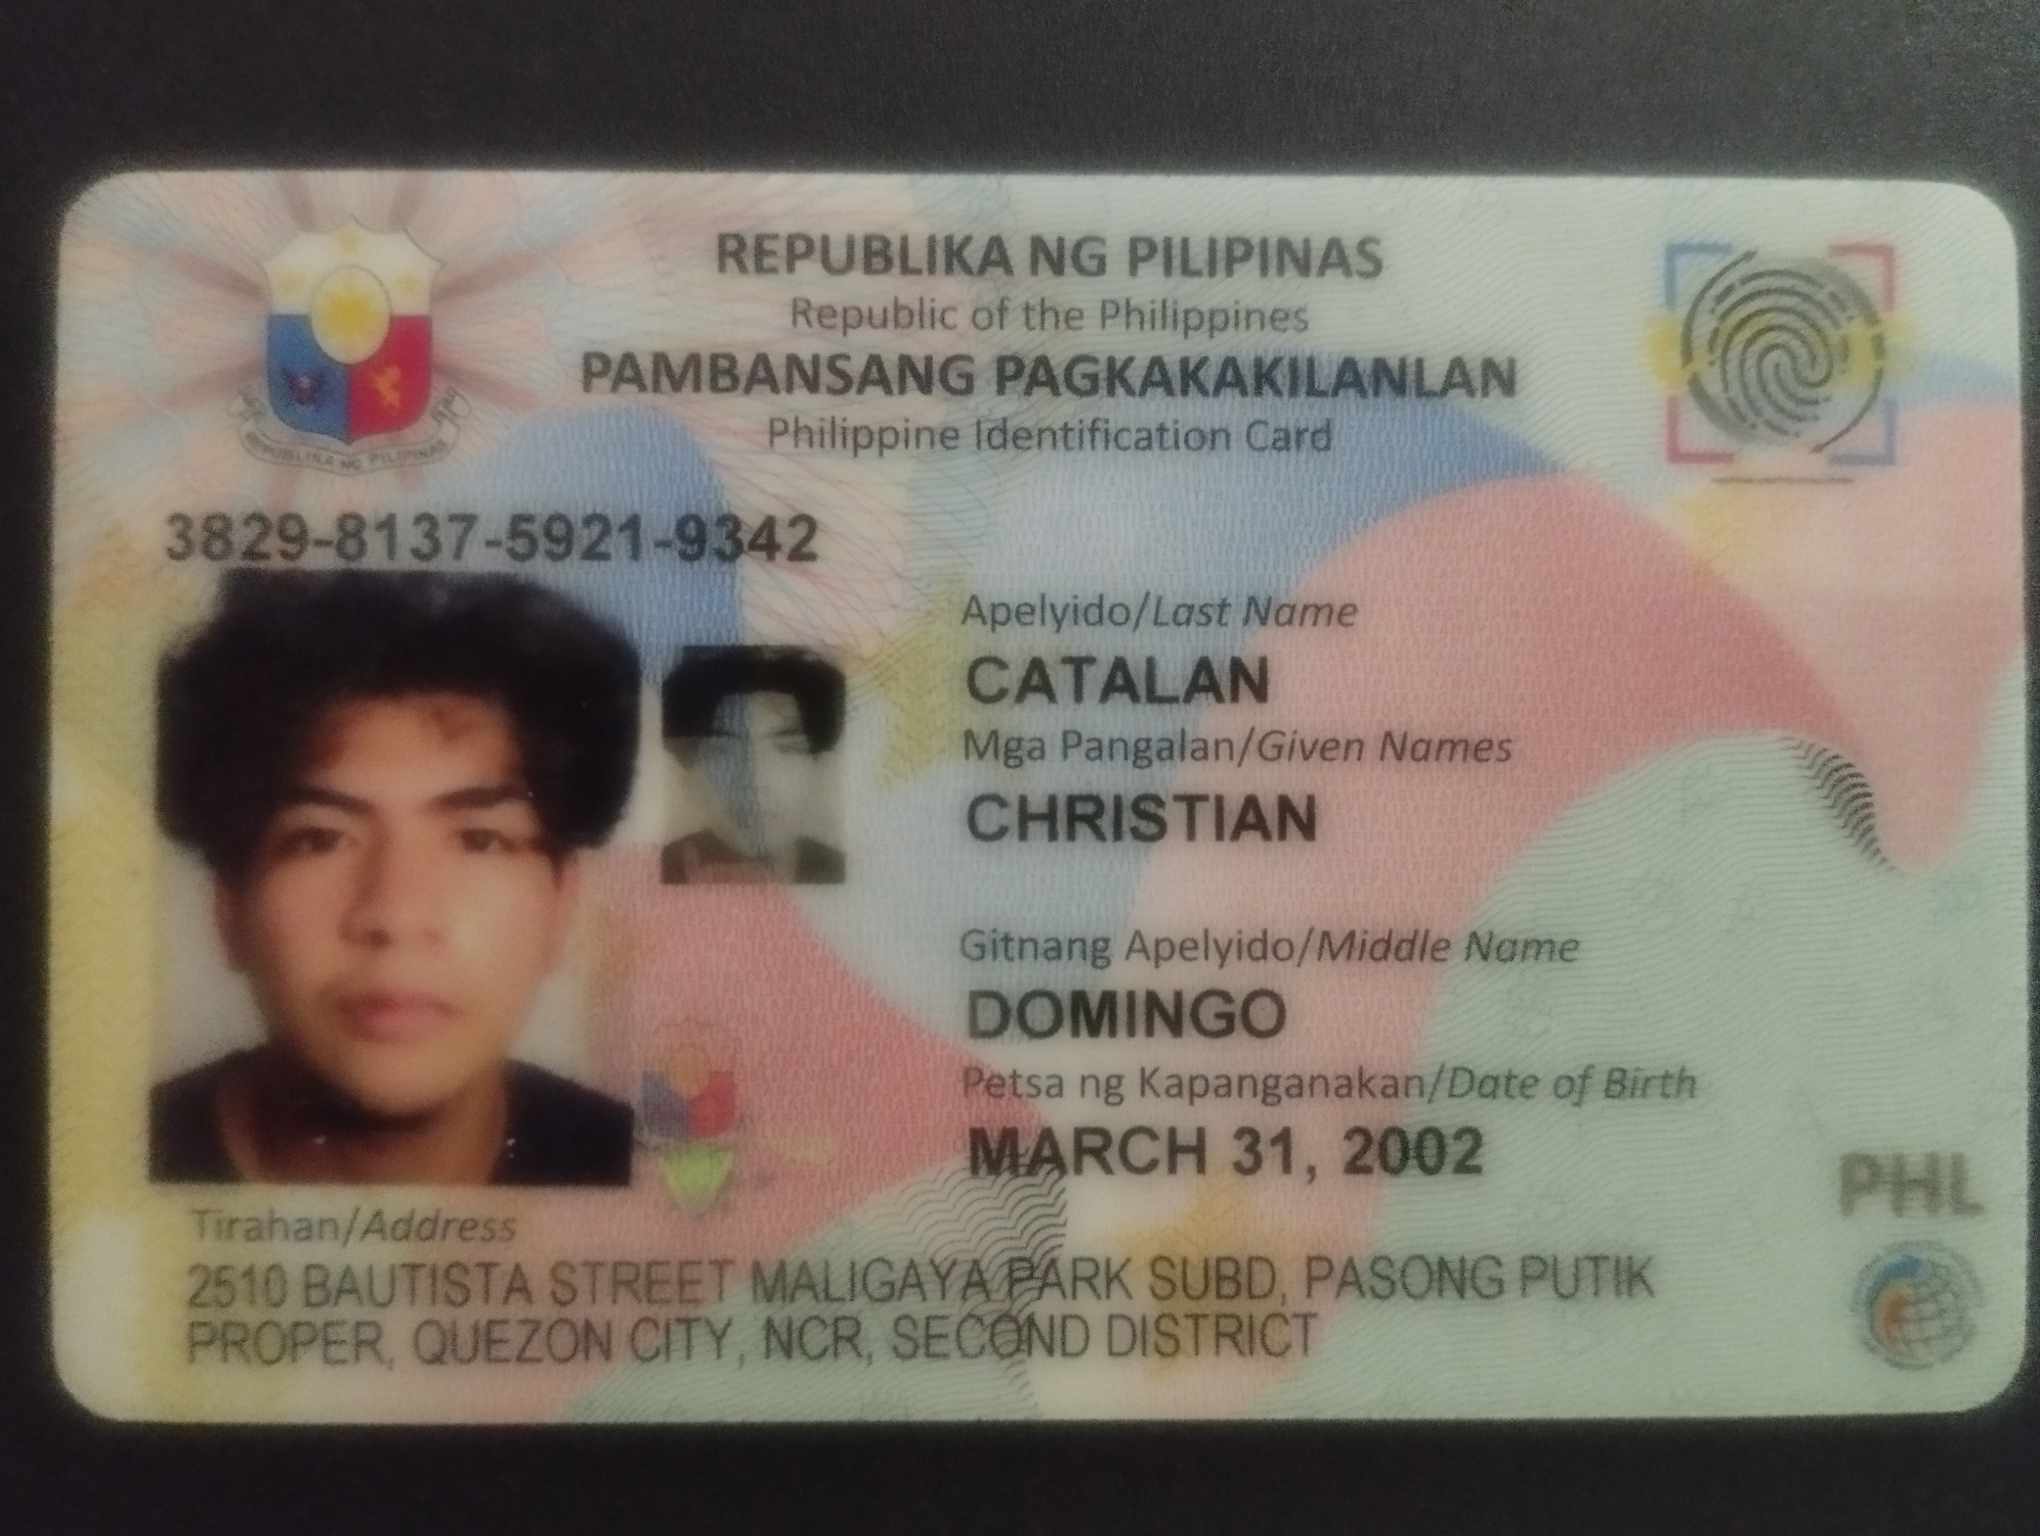 REPUBLIKA NG PILIPINAS
Republic of the Philippines
PAMBANSANG PAGKAKAKILANLAN
Philippine Identification Card
REPUBLIKA NG PILIPINAS
3829-8137-5921-9342
Apelyido/Last Name
CATALAN
Mga Pangalan/Given Names
CHRISTIAN
Gitnang Apelyido/Middle Name
DOMINGO
Petsa ng Kapanganakan/Date of Birth
MARCH 31, 2002
PHL
Tirahan/Address
2510 BAUTISTA STREET MALIGAYA PARK SUBD, PASONG PUTIK
PROPER, QUEZON CITY, NCR, SECOND DISTRICT